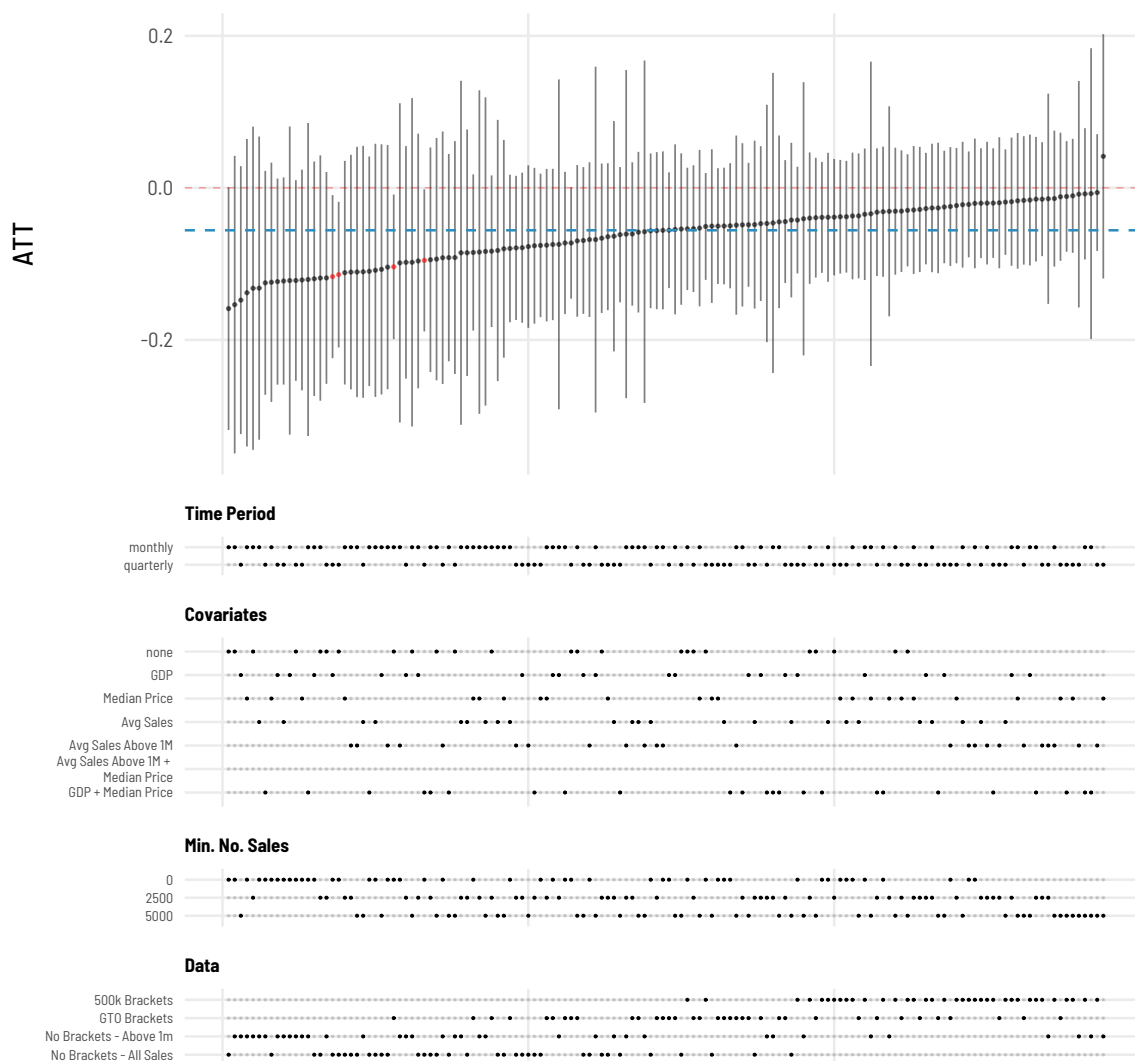 0.2
0.0
-0.2
ATT
Time Period
monthly
quarterly
Covariates
none
GDP
Median Price
Avg Sales
Avg Sales Above 1M
Avg Sales Above 1M +
Median Price
GDP + Median Price
Min. No. Sales
0
2500
5000
Data
500k Brackets
GTO Brackets
No Brackets - Above 1m
No Brackets - All Sales